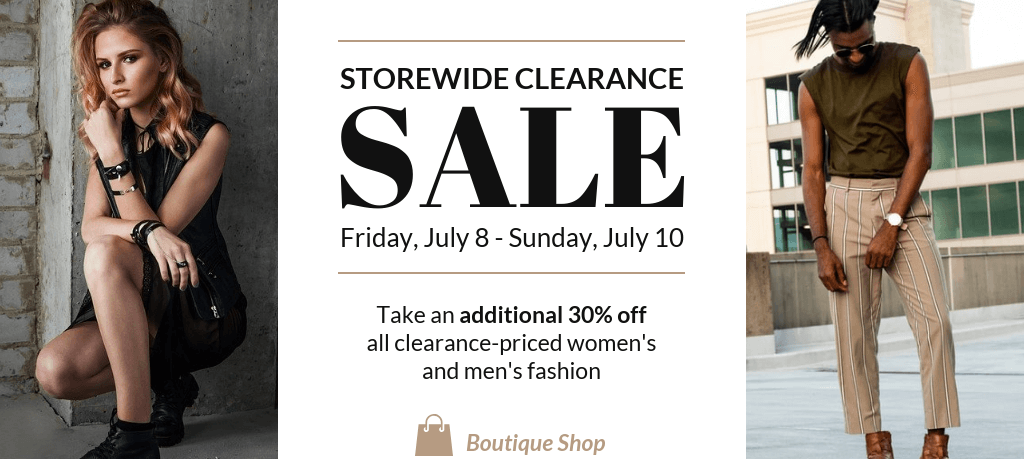 STOREWIDE CLEARANCE
SALE
Friday, July 8 - Sunday, July 10
Take an additional 30% off
all clearance-priced women's
and men's fashion
Boutique Shop